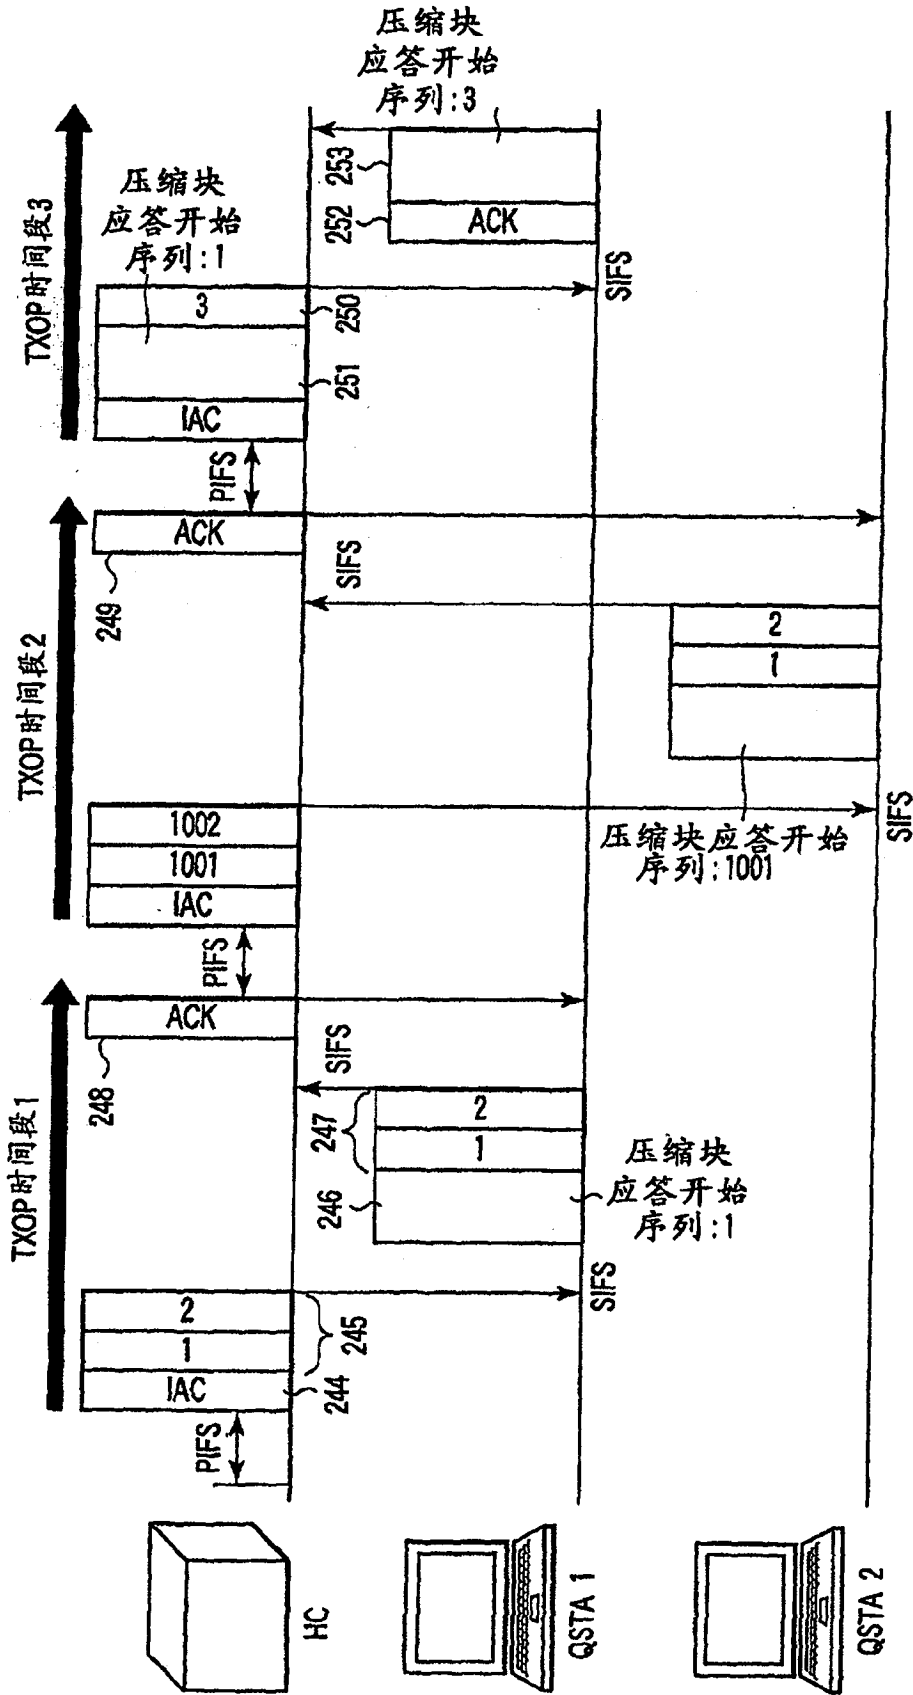 TXOP时间段1
TXOP时间段2
TXOP时间段3
HC
PIFS
IAC
1
2
244
245
ACK
248
PIFS
IAC
1001
1002
SIFS
ACK
249
PIFS
IAC
251
3
250
压缩块
应答开始
序列:1
QSTA 1
SIFS
246
1
2
247
压缩块
应答开始
序列:1
SIFS
SIFS
ACK
252
253
压缩块
应答开始
序列:3
QSTA 2
SIFS
压缩块应答开始
序列:1001
1
2